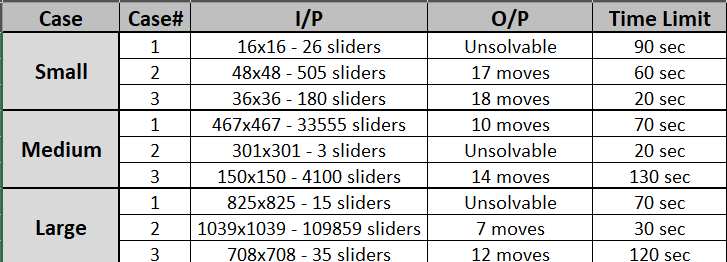 Case Case# I/P O/P Time Limit
Small
1 16x16 - 26 sliders Unsolvable 90 sec
2 48x48 - 505 sliders 17 moves 60 sec
3 36x36 - 180 sliders 18 moves 20 sec
Medium
1 467x467 - 33555 sliders 10 moves 70 sec
2 301x301 - 3 sliders Unsolvable 20 sec
3 150x150 - 4100 sliders 14 moves 130 sec
Large
1 825x825 - 15 sliders Unsolvable 70 sec
2 1039x1039 - 109859 sliders 7 moves 30 sec
3 708x708 - 35 sliders 12 moves 120 sec